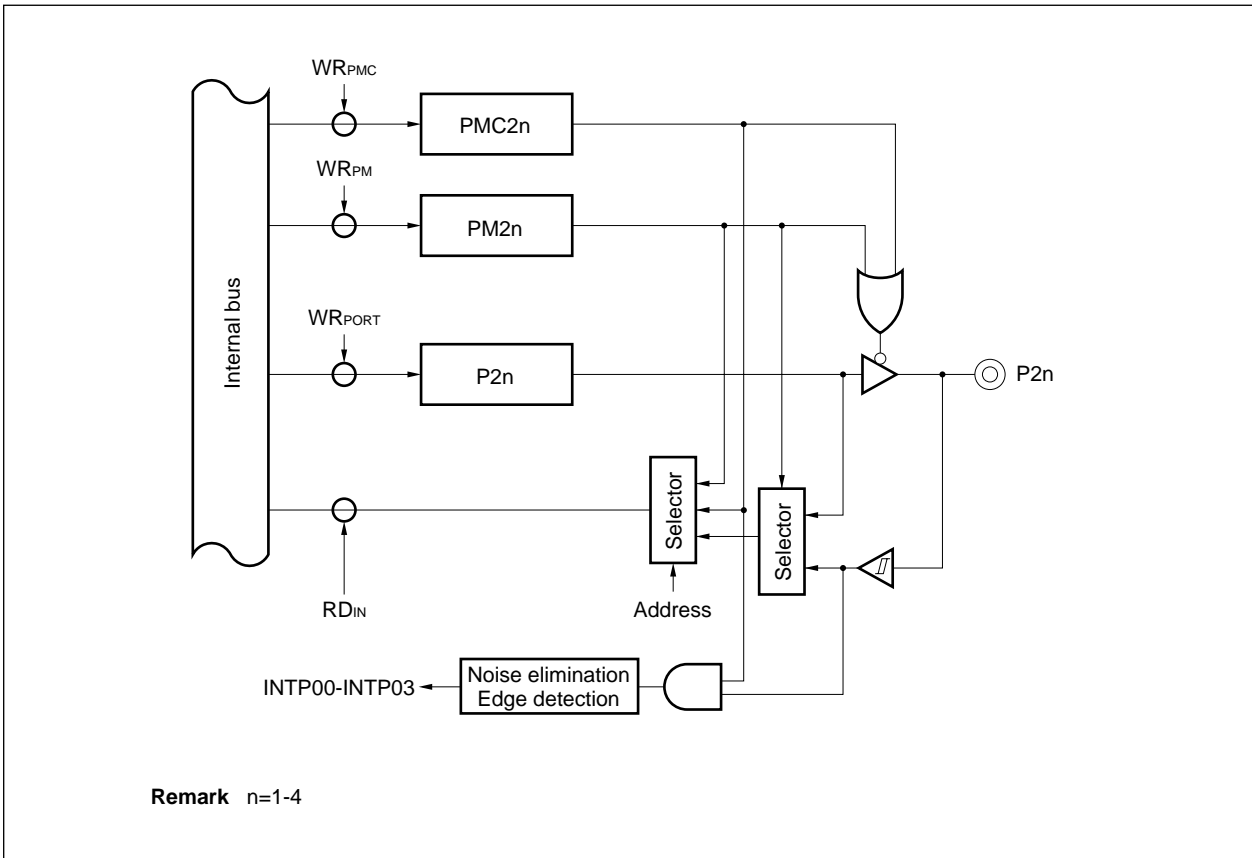 WRPMC
PMC2n
WRPM
PM2n
Internal bus
WRPORT
P2n
P2n
Selector
Selector
RDIN
Address
INTP00-INTP03
Noise elimination
Edge detection
Remark n=1-4